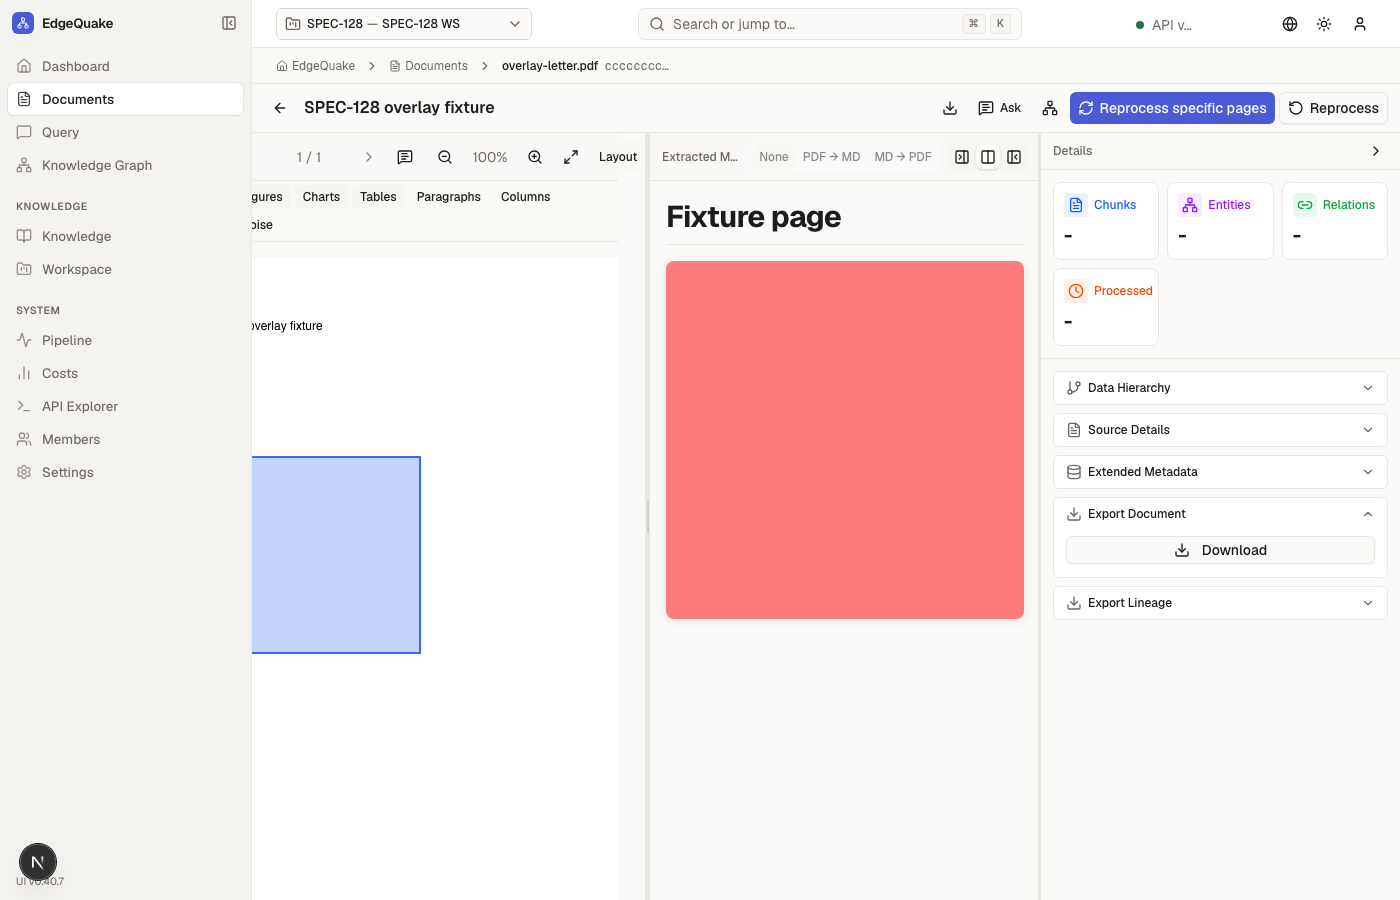 EdgeQuake
Dashboard
Documents
Query
Knowledge Graph
KNOWLEDGE
Knowledge
Workspace
SYSTEM
Pipeline
Costs
API Explorer
Members
Settings
N
UI v0.40.7
SPEC-128 — SPEC-128 WS
Search or jump to...
⌘ K
API v...
EdgeQuake > Documents > overlay-letter.pdf cccccccc...
SPEC-128 overlay fixture
Ask
Reprocess specific pages
Reprocess
1 / 1
100%
Layout
gures Charts Tables Paragraphs Columns
oise
overlay fixture
Extracted M...
None PDF → MD MD → PDF
Fixture page
Details
Chunks
-
Entities
-
Relations
-
Processed
-
Data Hierarchy
Source Details
Extended Metadata
Export Document
Download
Export Lineage